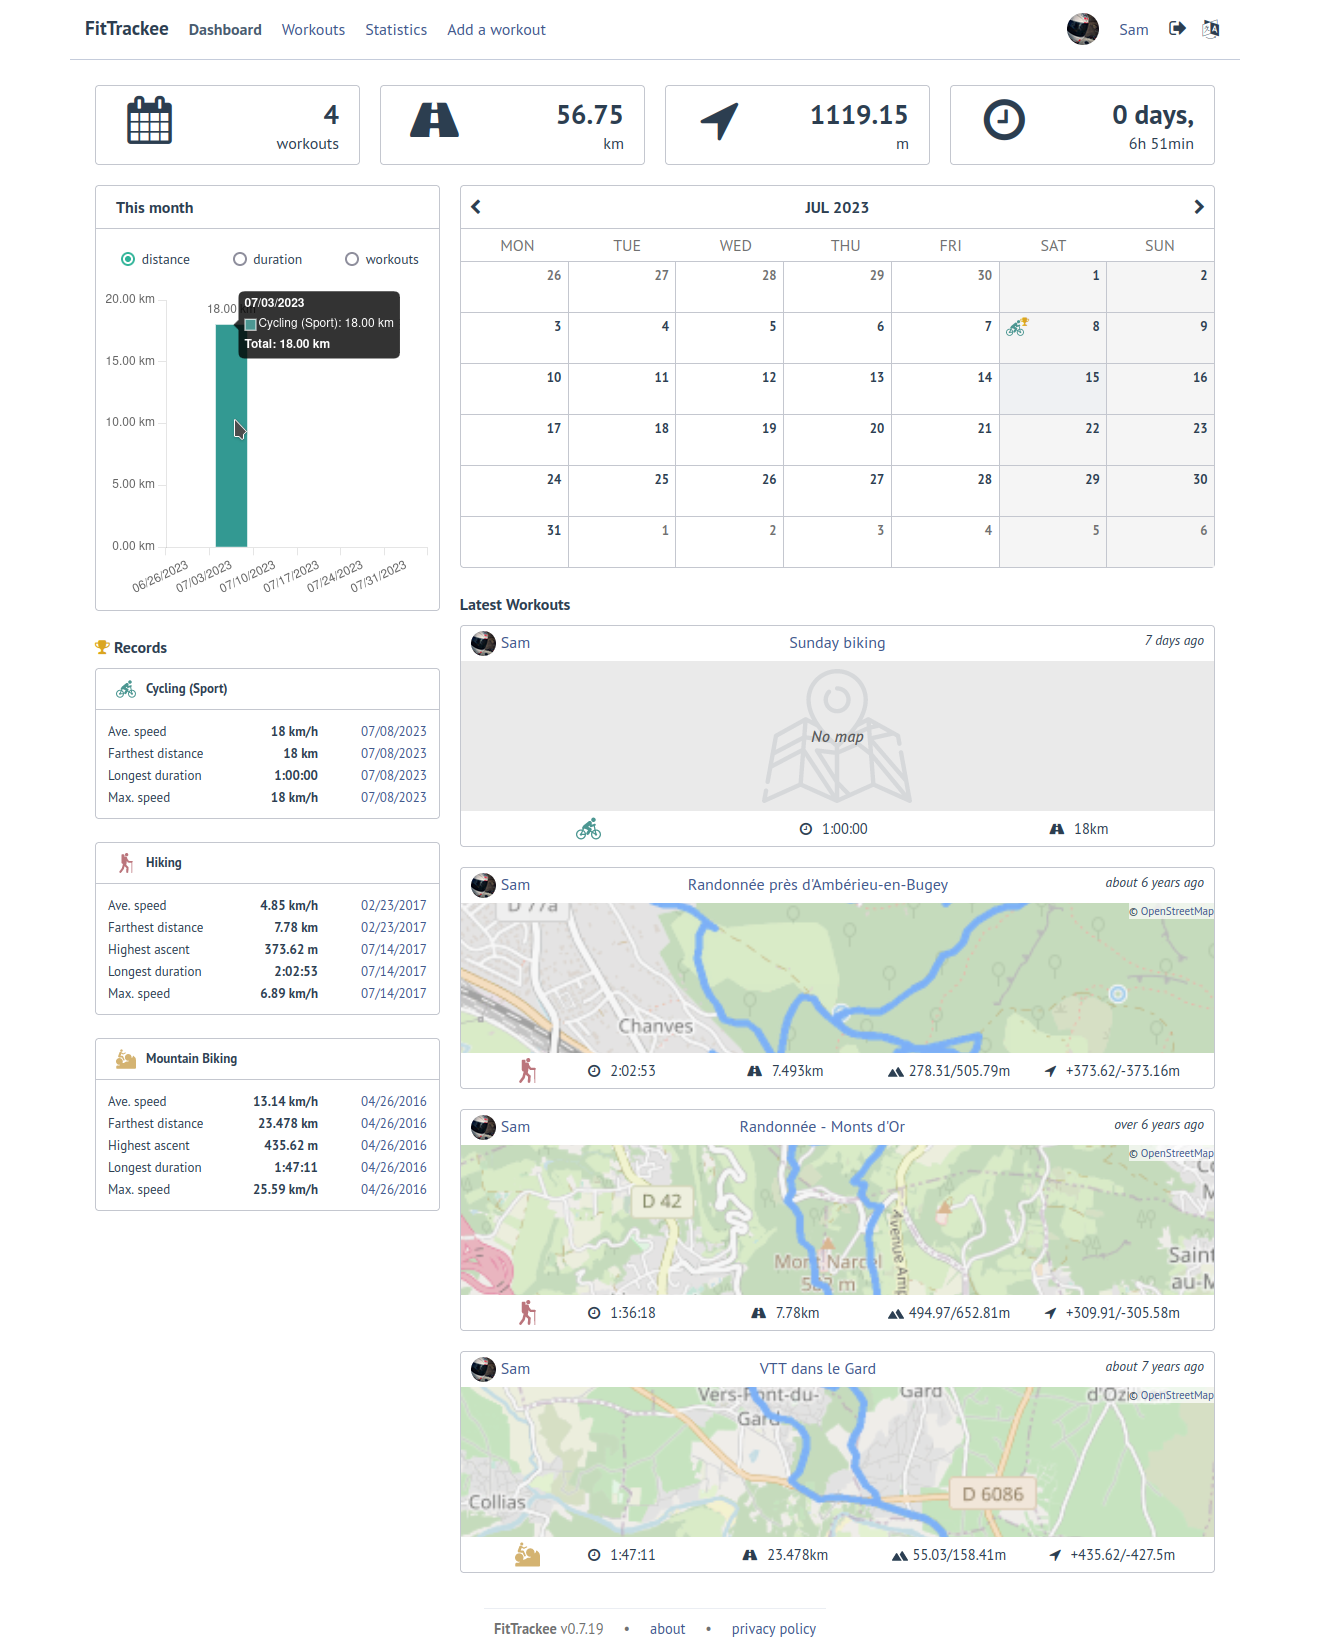 FitTrackee Dashboard Workouts Statistics Add a workout Sam
4
workouts
56.75
km
1119.15
m
0 days,
6h 51min
This month
distance duration workouts
20.00 km
15.00 km
10.00 km
5.00 km
0.00 km
18.00
07/03/2023
Cycling (Sport): 18.00 km
Total: 18.00 km
06/26/2023 07/03/2023 07/10/2023 07/17/2023 07/24/2023 07/31/2023
JUL 2023
MON TUE WED THU FRI SAT SUN
26 27 28 29 30 1 2
3 4 5 6 7 8 9
10 11 12 13 14 15 16
17 18 19 20 21 22 23
24 25 26 27 28 29 30
31 1 2 3 4 5 6
Records
Cycling (Sport)
Ave. speed 18 km/h 07/08/2023
Farthest distance 18 km 07/08/2023
Longest duration 1:00:00 07/08/2023
Max. speed 18 km/h 07/08/2023
Hiking
Ave. speed 4.85 km/h 02/23/2017
Farthest distance 7.78 km 02/23/2017
Highest ascent 373.62 m 07/14/2017
Longest duration 2:02:53 07/14/2017
Max. speed 6.89 km/h 07/14/2017
Mountain Biking
Ave. speed 13.14 km/h 04/26/2016
Farthest distance 23.478 km 04/26/2016
Highest ascent 435.62 m 04/26/2016
Longest duration 1:47:11 04/26/2016
Max. speed 25.59 km/h 04/26/2016
Latest Workouts
Sam Sunday biking 7 days ago
No map
1:00:00 18km
Sam Randonnée près d'Ambérieu-en-Bugey about 6 years ago
© OpenStreetMap
D 77a
Chanves
2:02:53 7.493km 278.31/505.79m +373.62/-373.16m
Sam Randonnée - Monts d'Or over 6 years ago
© OpenStreetMap
D 42
Avenue Amp
Mont Narcel
Saint
au-M
1:36:18 7.78km 494.97/652.81m +309.91/-305.58m
Sam VTT dans le Gard about 7 years ago
© OpenStreetMap
Vers-Pont-du-
Gard
Gard
d'Ozi
D 6086
Collias
1:47:11 23.478km 55.03/158.41m +435.62/-427.5m
FitTrackee v0.7.19 • about • privacy policy